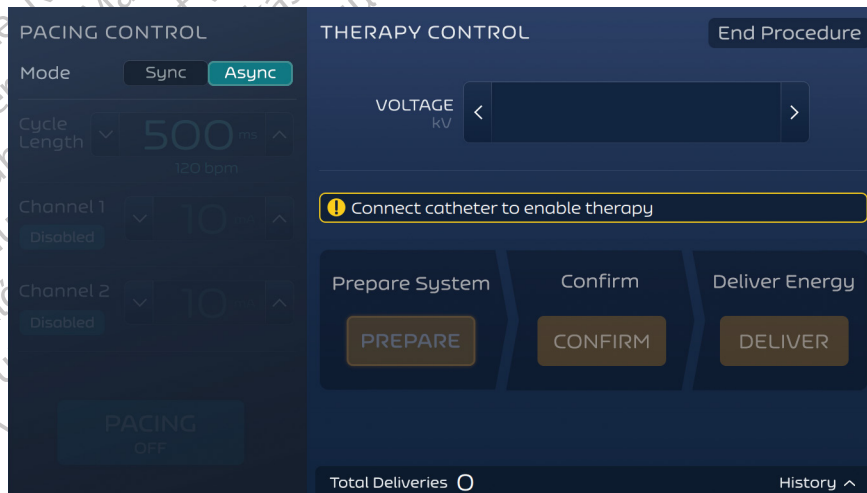 PACING CONTROL
Mode
Sync
Async
Cycle
Length
500 ms
120 bpm
Channel 1
Disabled
10
Channel 2
Disabled
10
PACING
OFF
THERAPY CONTROL
End Procedure
VOLTAGE
kV
Connect catheter to enable therapy
Prepare System
PREPARE
Confirm
CONFIRM
Deliver Energy
DELIVER
Total Deliveries 0
History